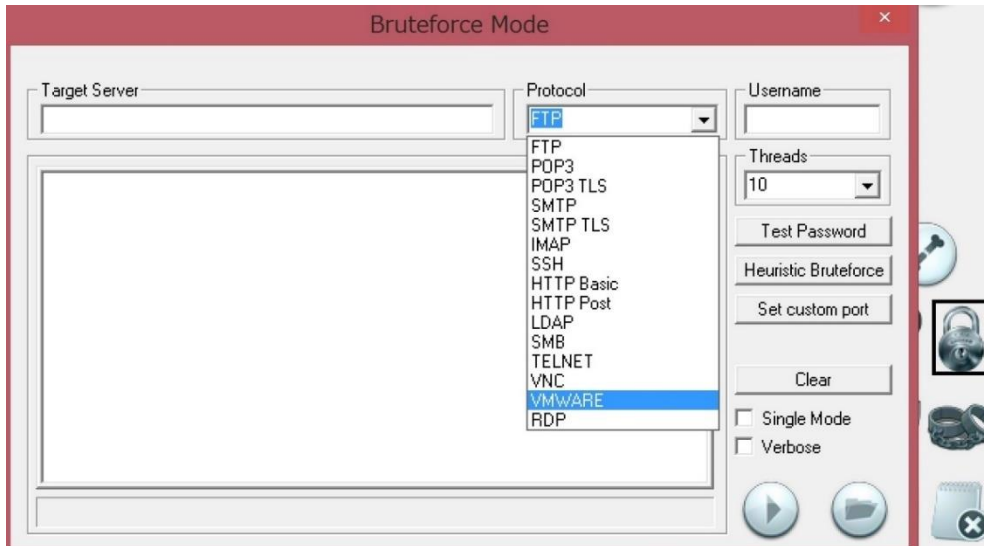 Bruteforce Mode
×
Target Server
Protocol
Username
FTP
FTP
POP3
POP3 TLS
SMTP
SMTP TLS
IMAP
SSH
HTTP Basic
HTTP Post
LDAP
SMB
TELNET
VNC
VMWARE
RDP
Threads
10
Test Password
Heuristic Bruteforce
Set custom port
Clear
Single Mode
Verbose